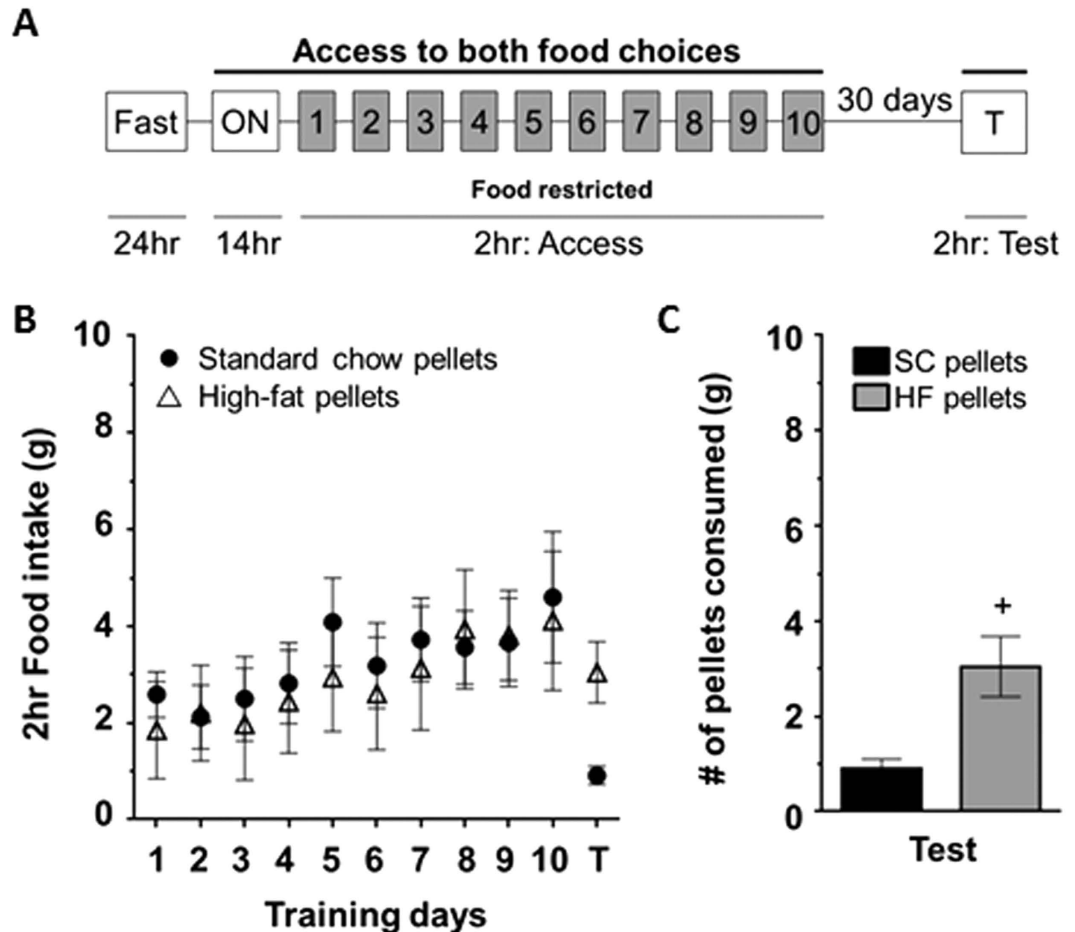 A
Access to both food choices
Fast ON 1 2 3 4 5 6 7 8 9 10 30 days T
Food restricted
24hr 14hr 2hr: Access 2hr: Test
B
2hr Food intake (g)
10
8
6
4
2
0
Standard chow pellets
High-fat pellets
1 2 3 4 5 6 7 8 9 10 T
Training days
C
# of pellets consumed (g)
10
8
6
4
2
0
SC pellets
HF pellets
+
Test